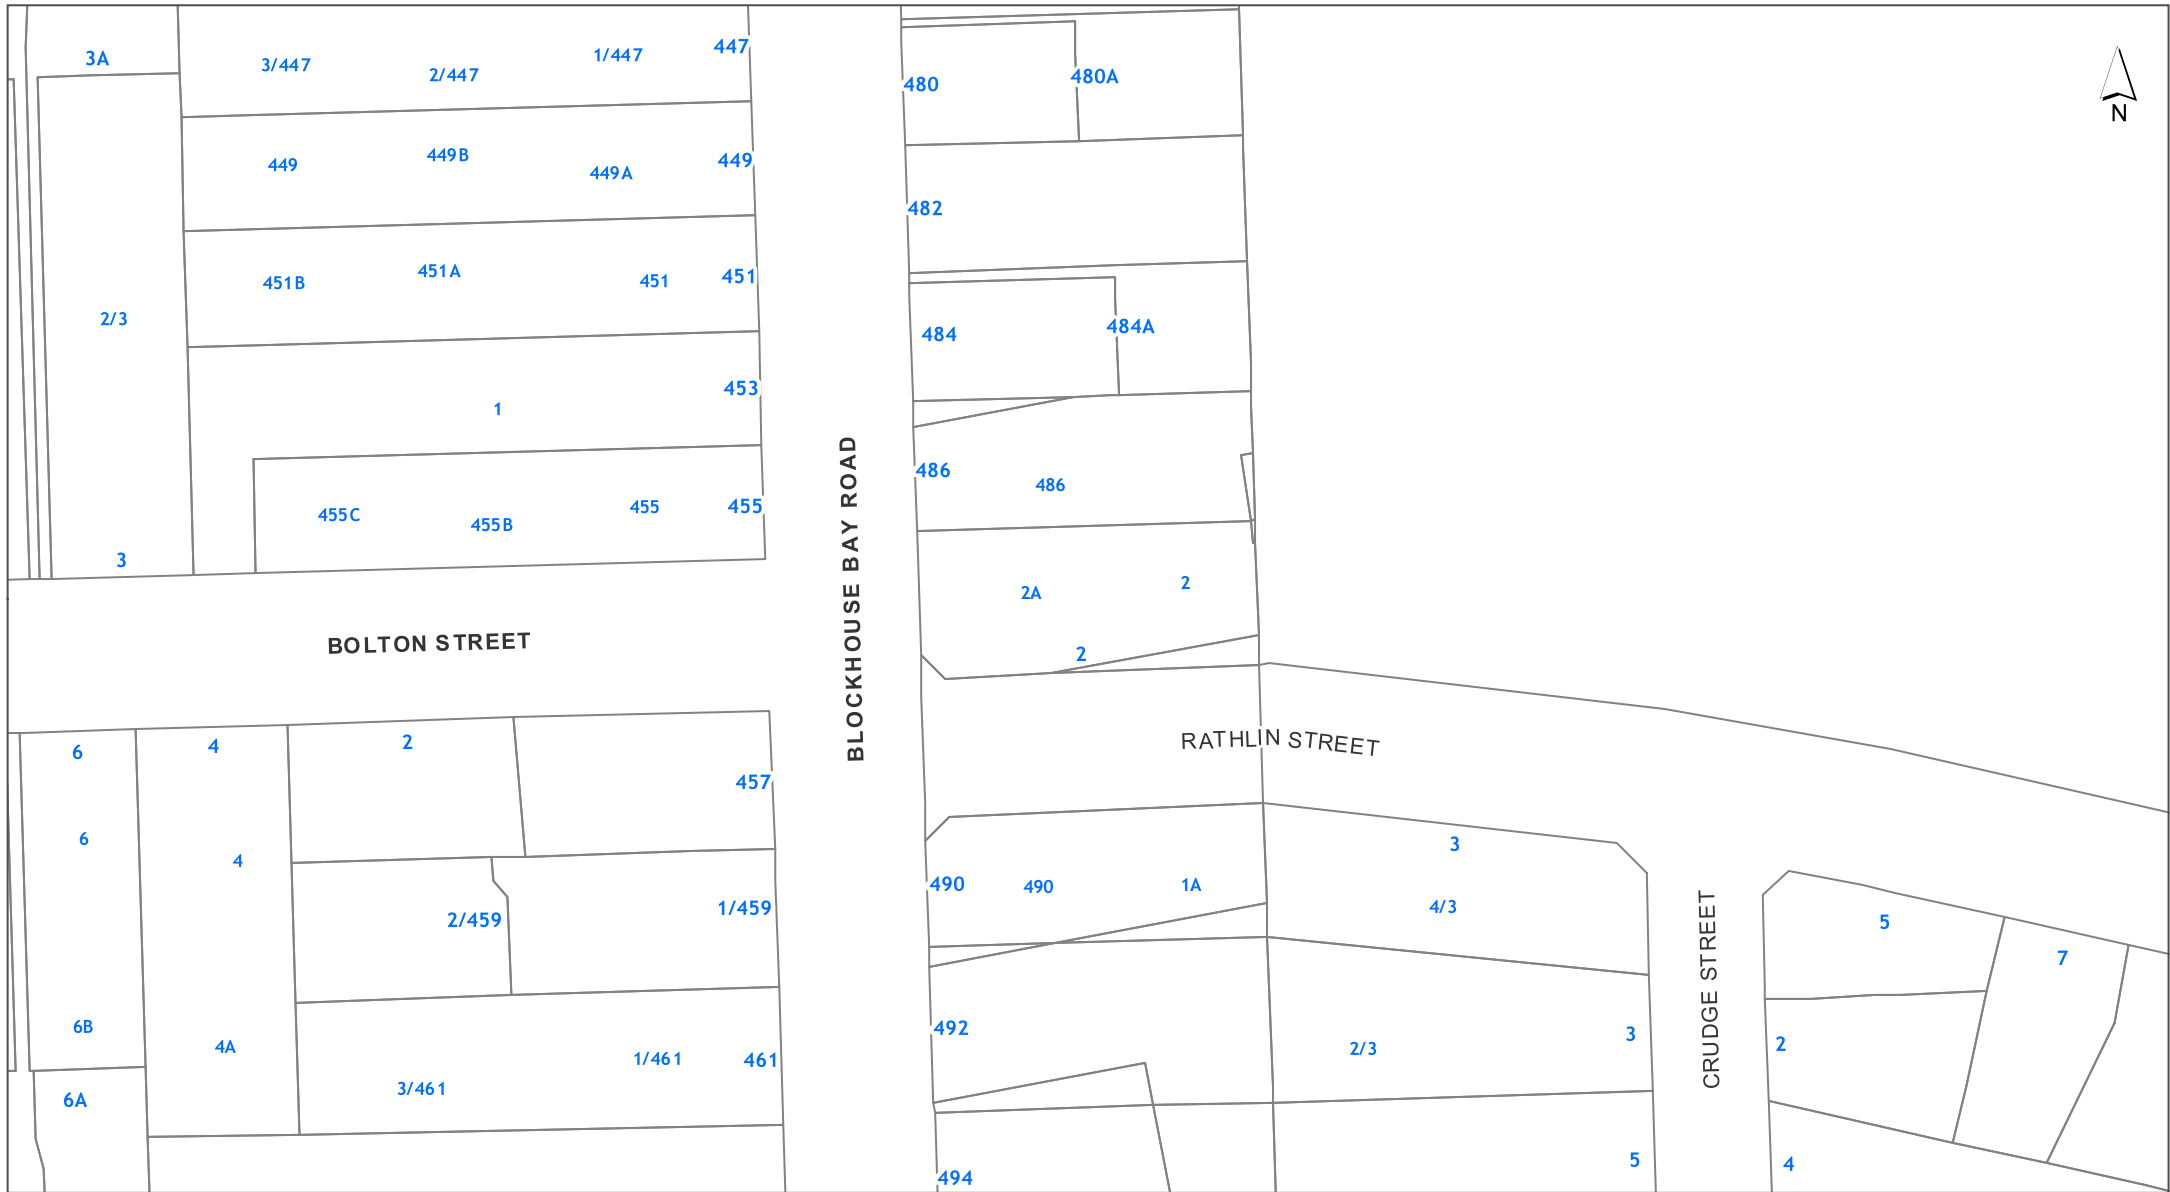 3A
3/447
2/447
1/447
447
480
480A
N
449
449B
449A
449
482
451B
451A
451
451
2/3
484
484A
1
453
486
486
455C
455B
455
455
3
2A
2
BOLTON STREET
BLOCKHOUSE BAY ROAD
2
RATHLIN STREET
6
4
2
457
6
4
3
490
490
1A
4/3
2/459
1/459
CRUDGE STREET
5
7
6B
4A
492
3
2
2/3
1/461
461
3/461
6A
494
5
4